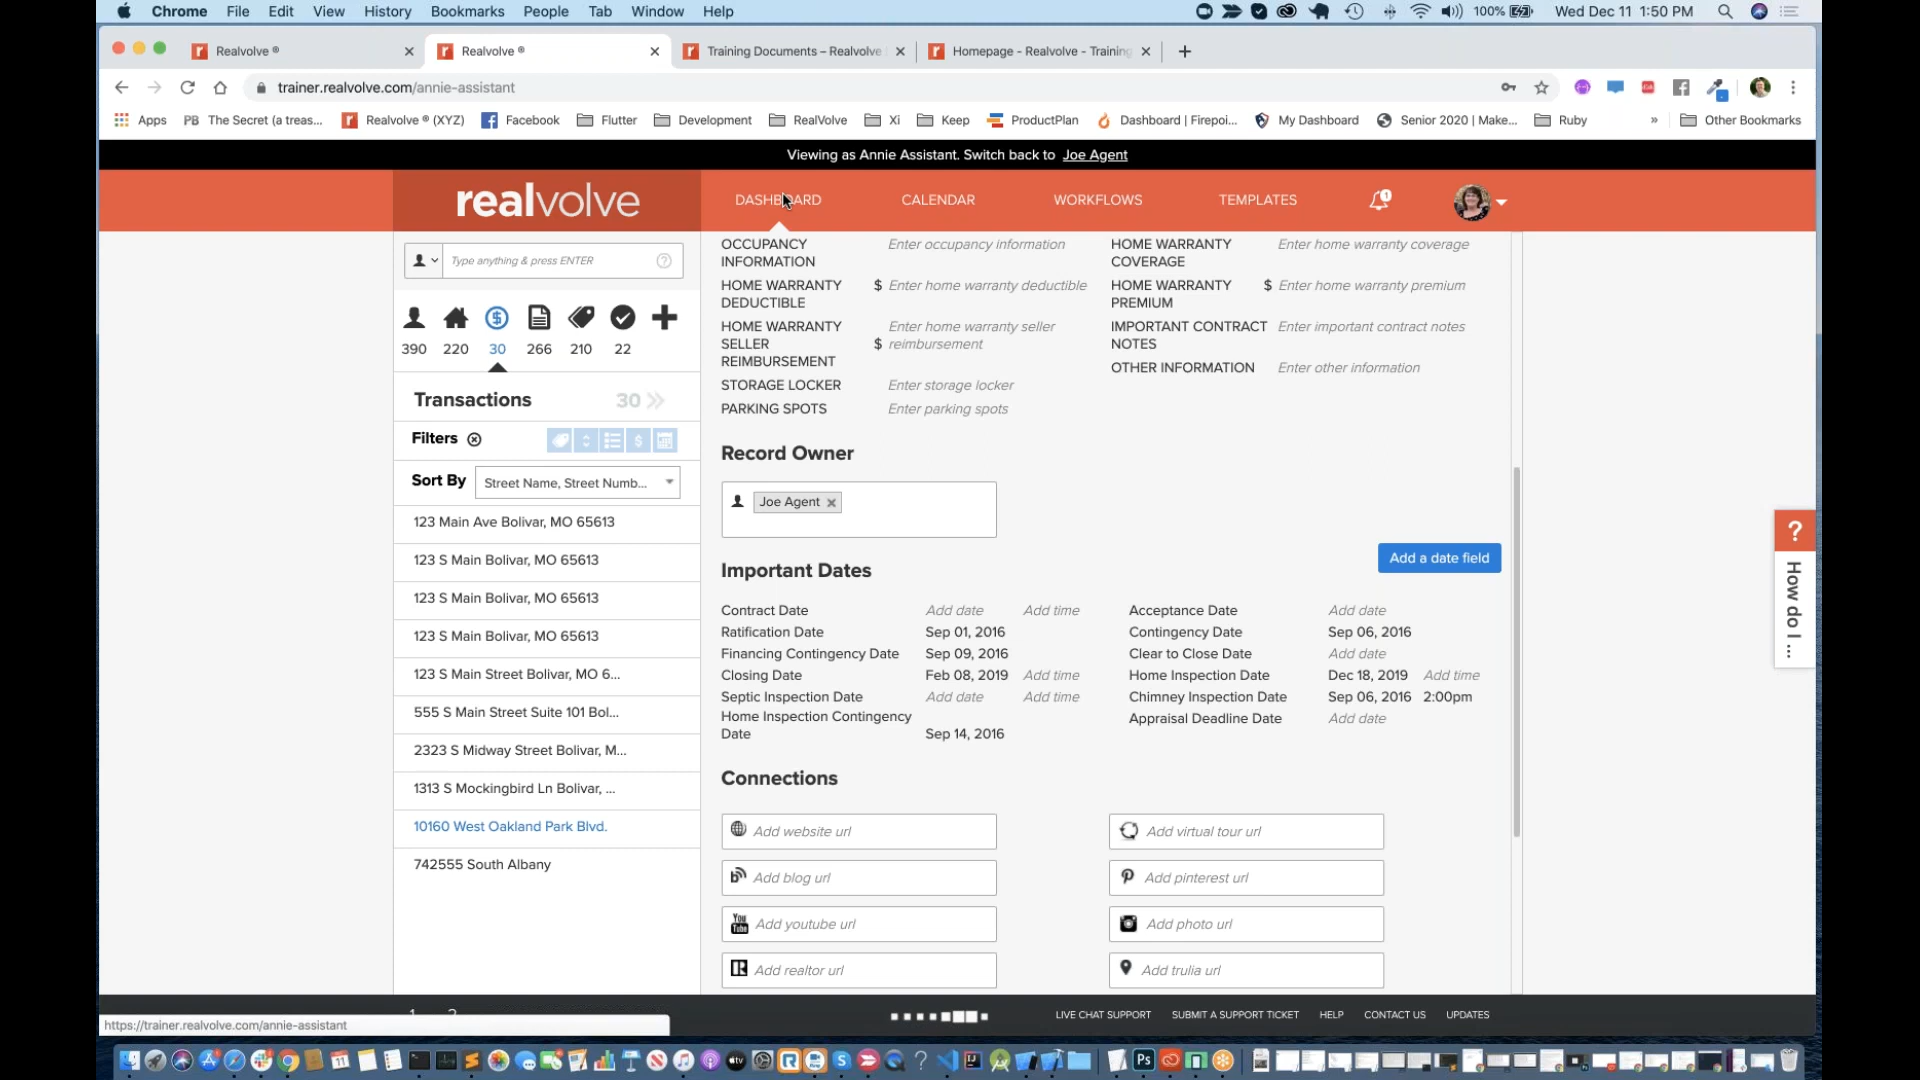 Chrome File Edit View History Bookmarks People Tab Window Help 100% Wed Dec 11 1:50 PM
Realvolve ® Realvolve ® Training Documents – Realvolve Homepage - Realvolve - Training
trainer.realvolve.com/annie-assistant
Apps PB The Secret (a treas... Realvolve ® (XYZ) Facebook Flutter Development RealVolve Xi Keep ProductPlan Dashboard | Firepoi... My Dashboard Senior 2020 | Make... Ruby » Other Bookmarks
Viewing as Annie Assistant. Switch back to Joe Agent
realvolve DASHBOARD CALENDAR WORKFLOWS TEMPLATES 1
Type anything & press ENTER
390 220 30 266 210 22
Transactions 30
Filters
Sort By Street Name, Street Numb...
123 Main Ave Bolivar, MO 65613
123 S Main Bolivar, MO 65613
123 S Main Bolivar, MO 65613
123 S Main Bolivar, MO 65613
123 S Main Street Bolivar, MO 6...
555 S Main Street Suite 101 Bol...
2323 S Midway Street Bolivar, M...
1313 S Mockingbird Ln Bolivar, ...
10160 West Oakland Park Blvd.
742555 South Albany
OCCUPANCY INFORMATION Enter occupancy information
HOME WARRANTY DEDUCTIBLE $ Enter home warranty deductible
HOME WARRANTY SELLER REIMBURSEMENT $ Enter home warranty seller reimbursement
STORAGE LOCKER Enter storage locker
PARKING SPOTS Enter parking spots
HOME WARRANTY COVERAGE Enter home warranty coverage
HOME WARRANTY PREMIUM $ Enter home warranty premium
IMPORTANT CONTRACT NOTES Enter important contract notes
OTHER INFORMATION Enter other information
Record Owner
Joe Agent
Important Dates Add a date field
Contract Date Add date Add time Acceptance Date Add date
Ratification Date Sep 01, 2016 Contingency Date Sep 06, 2016
Financing Contingency Date Sep 09, 2016 Clear to Close Date Add date
Closing Date Feb 08, 2019 Add time Home Inspection Date Dec 18, 2019 Add time
Septic Inspection Date Add date Add time Chimney Inspection Date Sep 06, 2016 2:00pm
Home Inspection Contingency Date Sep 14, 2016 Appraisal Deadline Date Add date
Connections
Add website url Add virtual tour url
Add blog url Add pinterest url
Add youtube url Add photo url
Add realtor url Add trulia url
? How do I ...
LIVE CHAT SUPPORT SUBMIT A SUPPORT TICKET HELP CONTACT US UPDATES
https://trainer.realvolve.com/annie-assistant